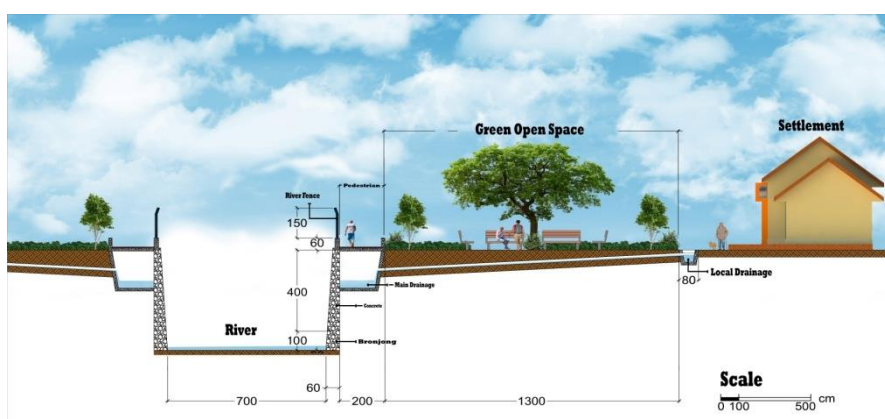 Green Open Space
Settlement
Pedestrian
River Fence
150
60
400
100
Main Drainage
Concrete
Bronjong
River
Local Drainage
80
700
60
200
1300
Scale
0 100 500 cm